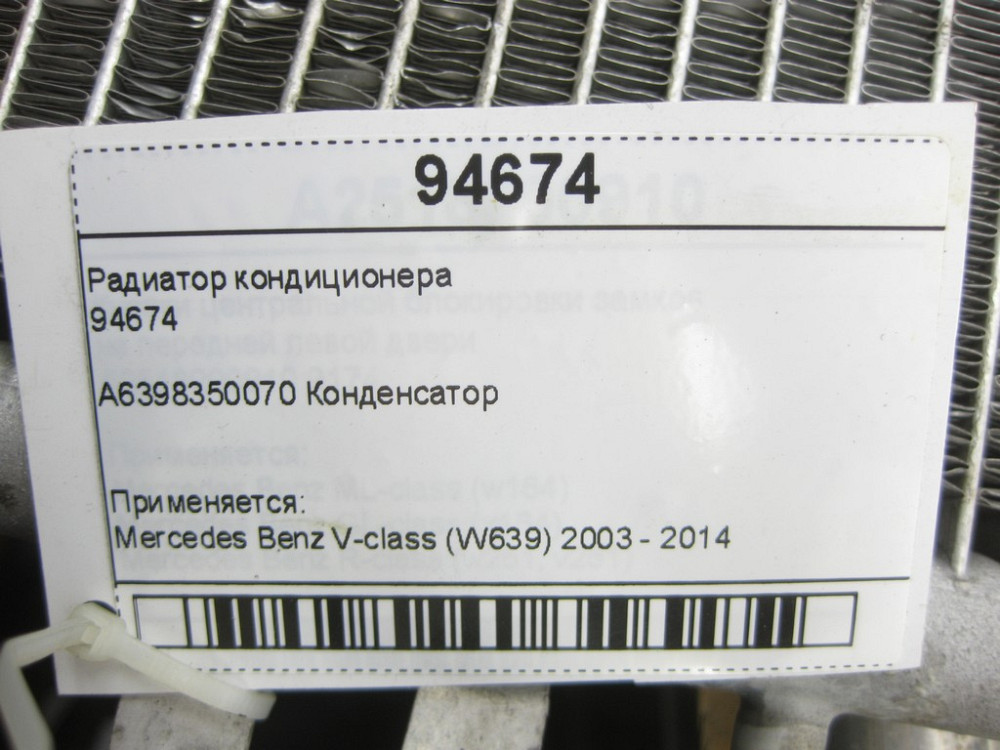 94674
Радиатор кондиционера
94674
A6398350070 Конденсатор
Применяется:
Mercedes Benz V-class (W639) 2003 - 2014